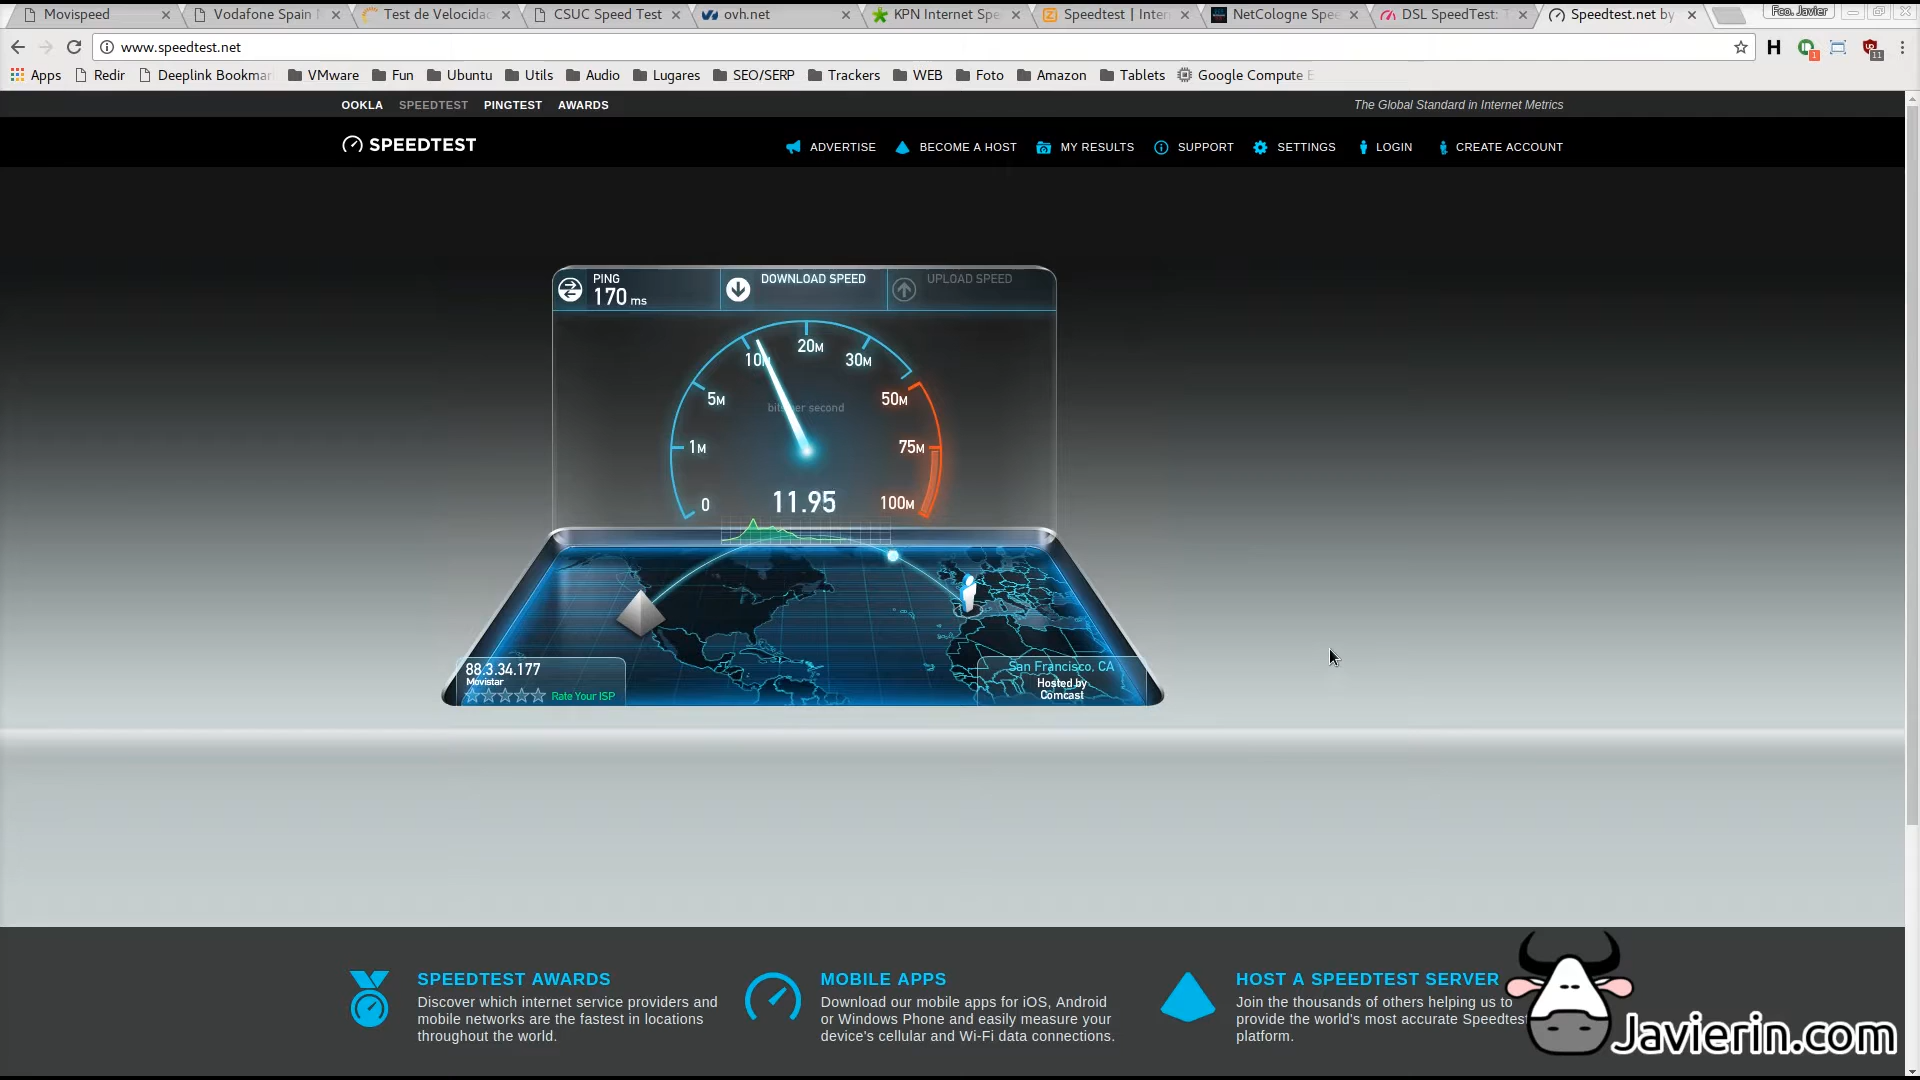 Movispeed
Vodafone Spain
Test de Velocidad
CSUC Speed Test
ovh.net
KPN Internet Spe
Speedtest | Inter
NetCologne Spee
DSL SpeedTest: T
Speedtest.net by
Fco. Javier
www.speedtest.net
H
1
11
Apps
Redir
Deeplink Bookmar
VMware
Fun
Ubuntu
Utils
Audio
Lugares
SEO/SERP
Trackers
WEB
Foto
Amazon
Tablets
Google Compute E
OOKLA
SPEEDTEST
PINGTEST
AWARDS
The Global Standard in Internet Metrics
SPEEDTEST
ADVERTISE
BECOME A HOST
MY RESULTS
SUPPORT
SETTINGS
LOGIN
CREATE ACCOUNT
PING
170 ms
DOWNLOAD SPEED
UPLOAD SPEED
20M
10M
30M
5M
50M
bits per second
1M
75M
0
11.95
100M
88.3.34.177
Movistar
Rate Your ISP
San Francisco, CA
Hosted by
Comcast
SPEEDTEST AWARDS
Discover which internet service providers and
mobile networks are the fastest in locations
throughout the world.
MOBILE APPS
Download our mobile apps for iOS, Android
or Windows Phone and easily measure your
device's cellular and Wi-Fi data connections.
HOST A SPEEDTEST SERVER
Join the thousands of others helping us to
provide the world's most accurate Speedtest
platform.
Javierin.com